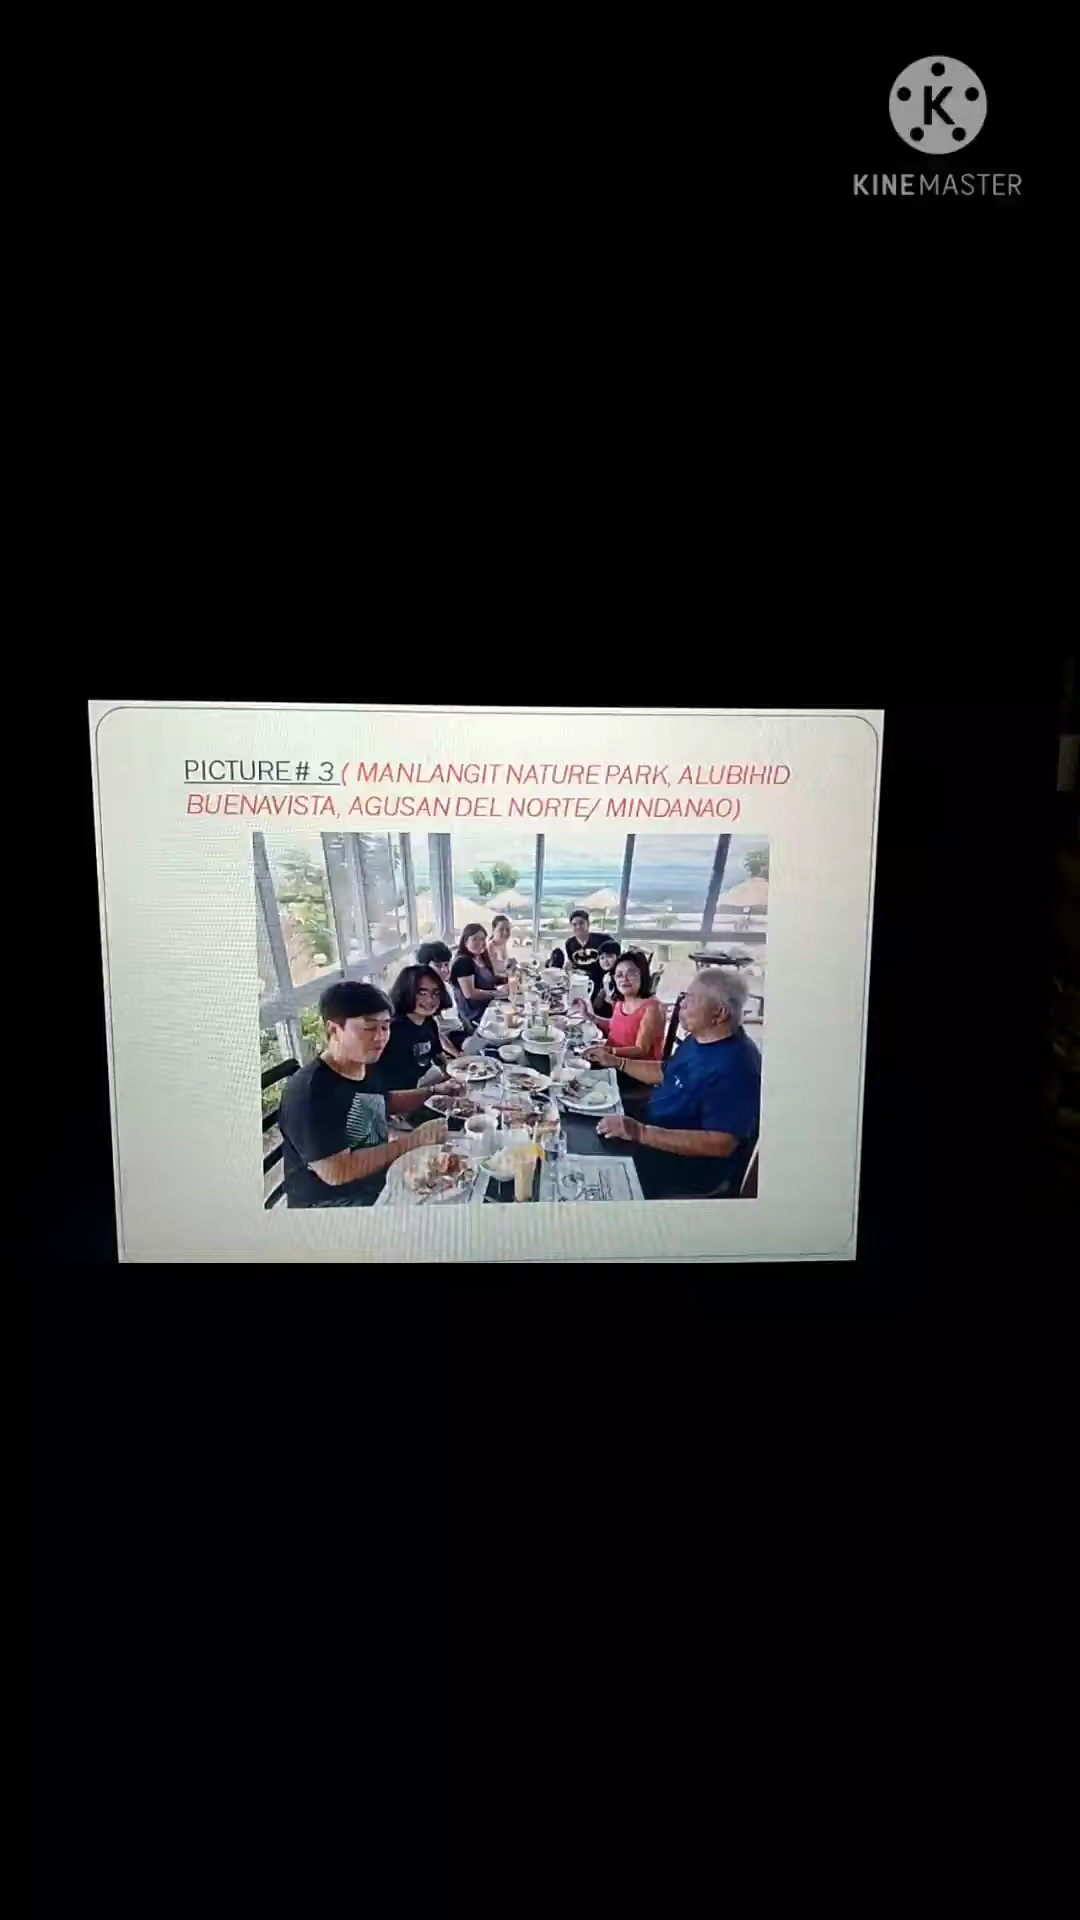 KINEMASTER
PICTURE # 3 ( MANLANGIT NATURE PARK, ALUBIHID
BUENAVISTA, AGUSAN DEL NORTE/ MINDANAO)